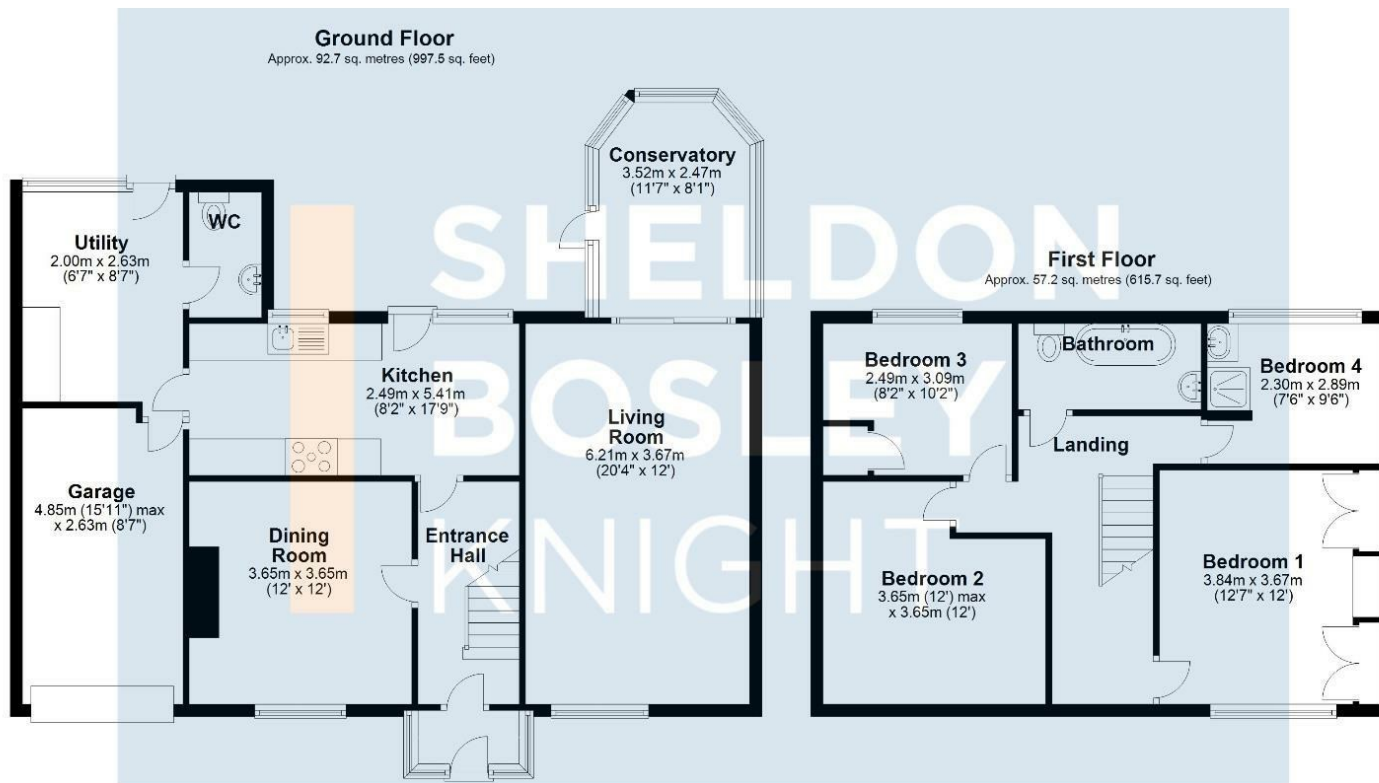 Ground Floor
Approx. 92.7 sq. metres (997.5 sq. feet)
Conservatory
3.52m x 2.47m
(11'7" x 8'1")
WC
Utility
2.00m x 2.63m
(6'7" x 8'7")
Kitchen
2.49m x 5.41m
(8'2" x 17'9")
Living
Room
6.21m x 3.67m
(20'4" x 12')
Garage
4.85m (15'11") max
x 2.63m (8'7")
Dining
Room
3.65m x 3.65m
(12' x 12')
Entrance
Hall
First Floor
Approx. 57.2 sq. metres (615.7 sq. feet)
Bedroom 3
2.49m x 3.09m
(8'2" x 10'2")
Bathroom
Bedroom 4
2.30m x 2.89m
(7'6" x 9'6")
Landing
Bedroom 2
3.65m (12') max
x 3.65m (12')
Bedroom 1
3.84m x 3.67m
(12'7" x 12')
SHELDON
BOSLEY
KNIGHT